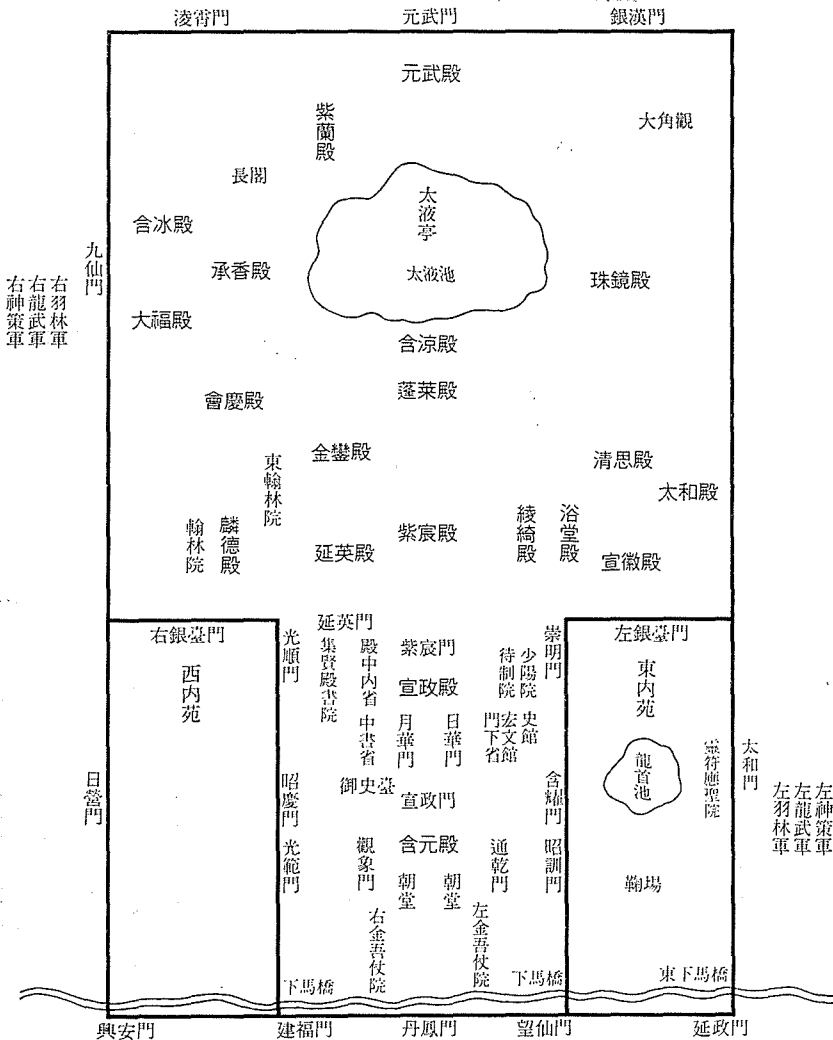 淩霄門
元武門
銀漢門
元武殿
紫蘭殿
大角觀
長閣
太液亭
含冰殿
九仙門
承香殿
太液池
珠鏡殿
右羽林軍
右龍武軍
右神策軍
大福殿
含涼殿
會慶殿
蓬萊殿
金鑾殿
清思殿
東翰林院
太和殿
翰林院
麟德殿
延英殿
紫宸殿
綾綺殿
浴堂殿
宣徽殿
延英門
右銀臺門
光順門
集賢殿書院
殿中內省
紫宸門
待制院
少陽院
崇明門
左銀臺門
西內苑
宣政殿
東內苑
中書省
月華門
日華門
門下省
宏文館
史館
龍首池
靈符應聖院
太和門
日營門
昭慶門
御史臺
宣政門
含耀門
左神策軍
左龍武軍
左羽林軍
光範門
觀象門
含元殿
通乾門
昭訓門
朝堂
朝堂
鞠場
右金吾仗院
左金吾仗院
下馬橋
下馬橋
東下馬橋
興安門
建福門
丹鳳門
望仙門
延政門